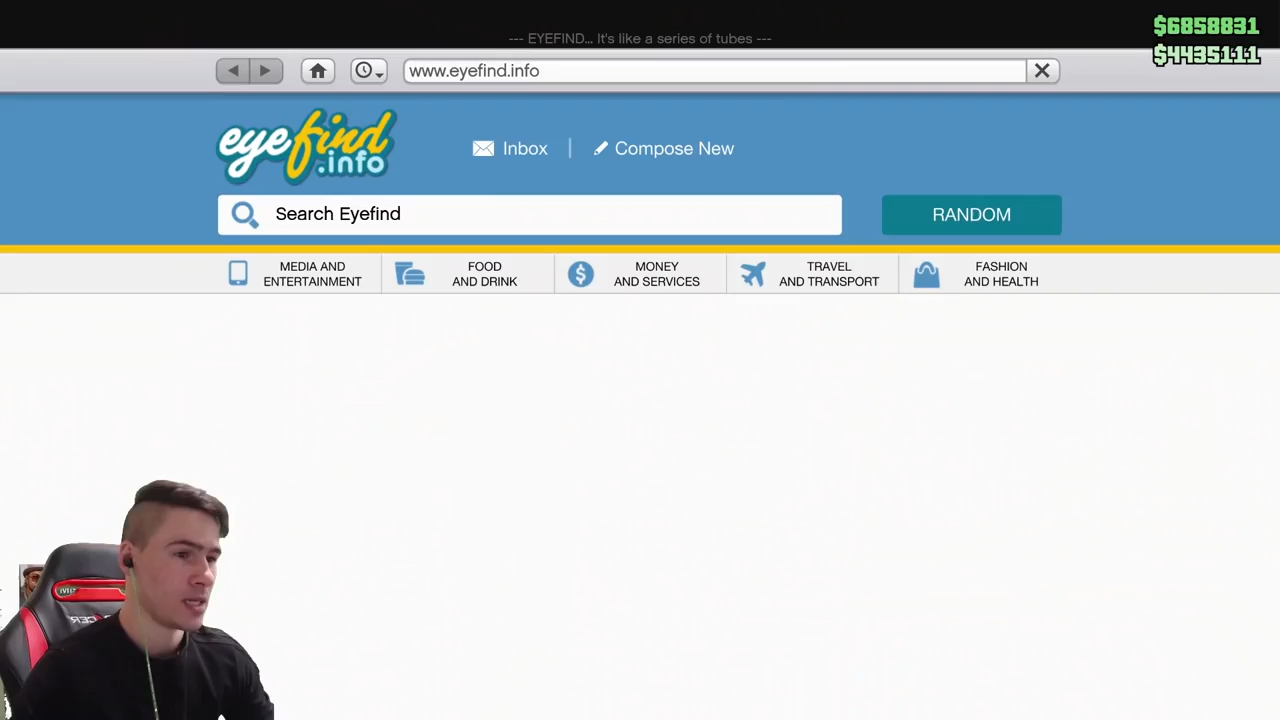 $6858831
--- EYEFIND... It's like a series of tubes ---
$4435111
www.eyefind.info
eyefind
.info
Inbox
Compose New
Search Eyefind
RANDOM
MEDIA AND
ENTERTAINMENT
FOOD
AND DRINK
MONEY
AND SERVICES
TRAVEL
AND TRANSPORT
FASHION
AND HEALTH